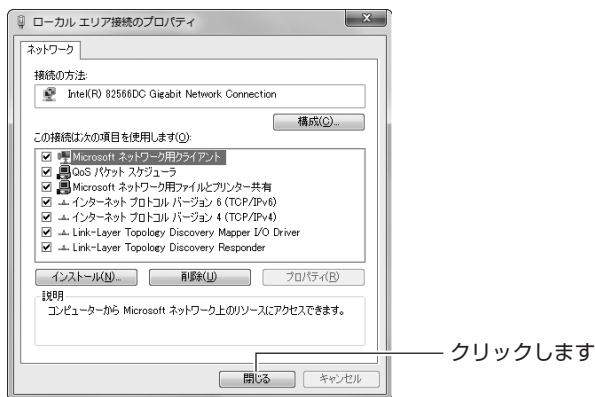 ローカル エリア接続のプロパティ
ネットワーク
接続の方法:
Intel(R) 82566DC Gigabit Network Connection
構成(C)...
この接続は次の項目を使用します(O):
Microsoft ネットワーク用クライアント
QoS パケット スケジューラ
Microsoft ネットワーク用ファイルとプリンター共有
インターネット プロトコル バージョン 6 (TCP/IPv6)
インターネット プロトコル バージョン 4 (TCP/IPv4)
Link-Layer Topology Discovery Mapper I/O Driver
Link-Layer Topology Discovery Responder
インストール(N)... 削除(U) プロパティ(R)
説明
コンピューターから Microsoft ネットワーク上のリソースにアクセスできます。
クリックします
閉じる キャンセル